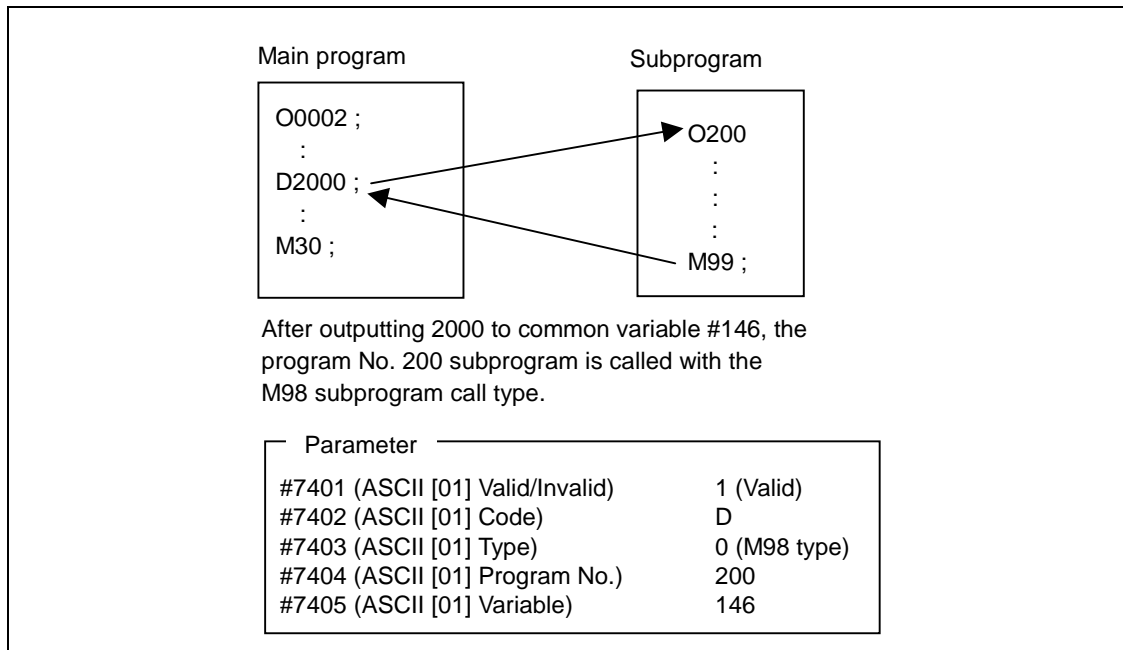 Main program
O0002 ;
:
D2000 ;
:
M30 ;
Subprogram
O200
:
:
:
M99 ;
After outputting 2000 to common variable #146, the
program No. 200 subprogram is called with the
M98 subprogram call type.
Parameter
#7401 (ASCII [01] Valid/Invalid) 1 (Valid)
#7402 (ASCII [01] Code) D
#7403 (ASCII [01] Type) 0 (M98 type)
#7404 (ASCII [01] Program No.) 200
#7405 (ASCII [01] Variable) 146